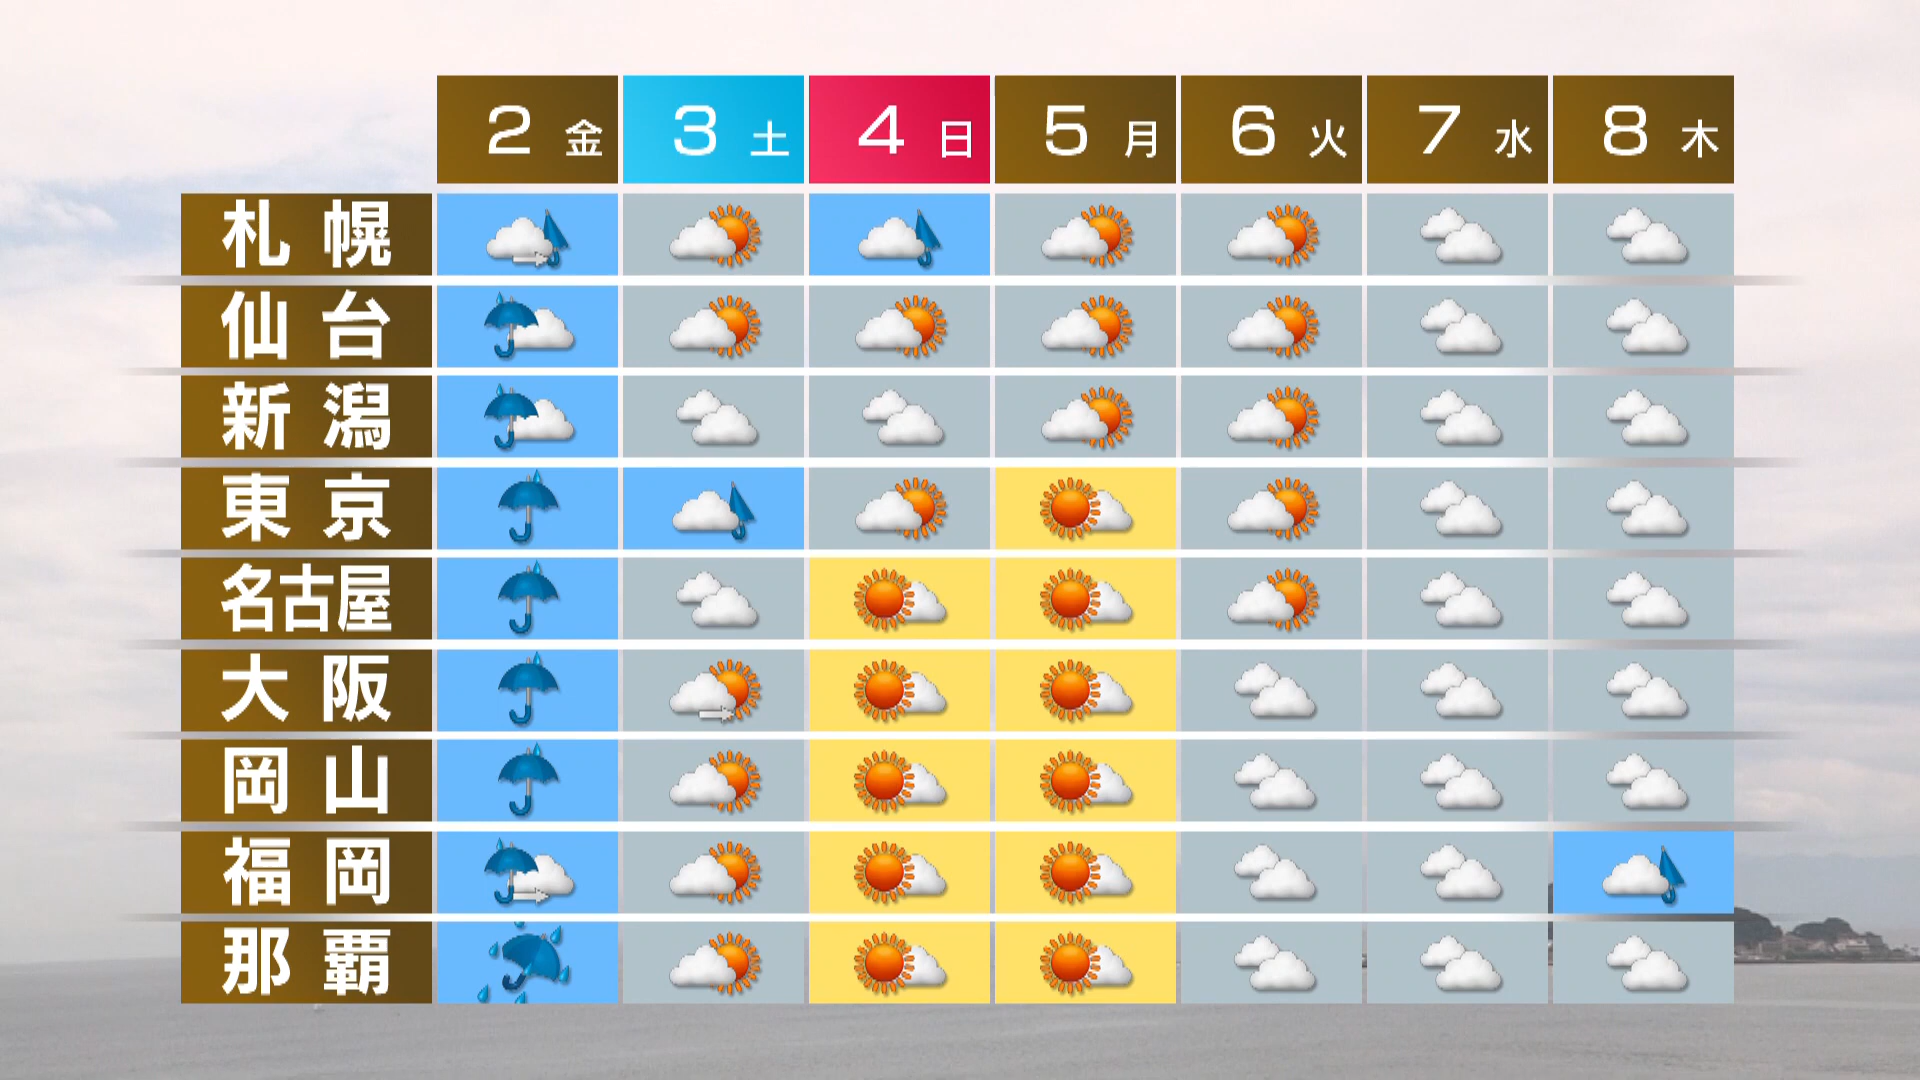 2 金 3 土 4 日 5 月 6 火 7 水 8 木
札幌
仙台
新潟
東京
名古屋
大阪
岡山
福岡
那覇